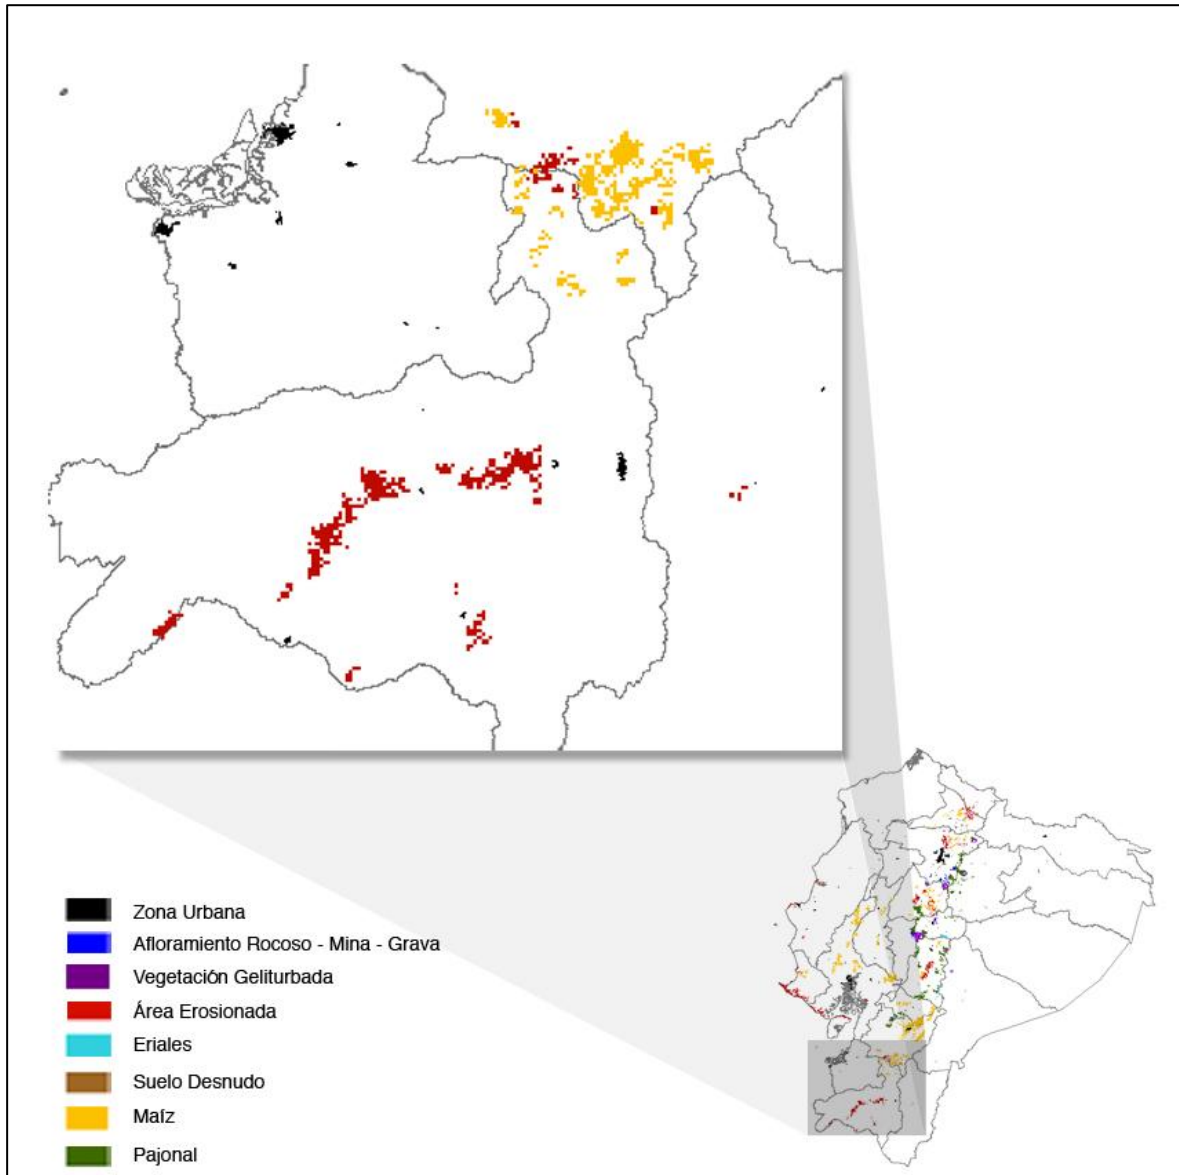 Zona Urbana
Afloramiento Rocoso - Mina - Grava
Vegetación Geliturbada
Área Erosionada
Eriales
Suelo Desnudo
Maíz
Pajonal